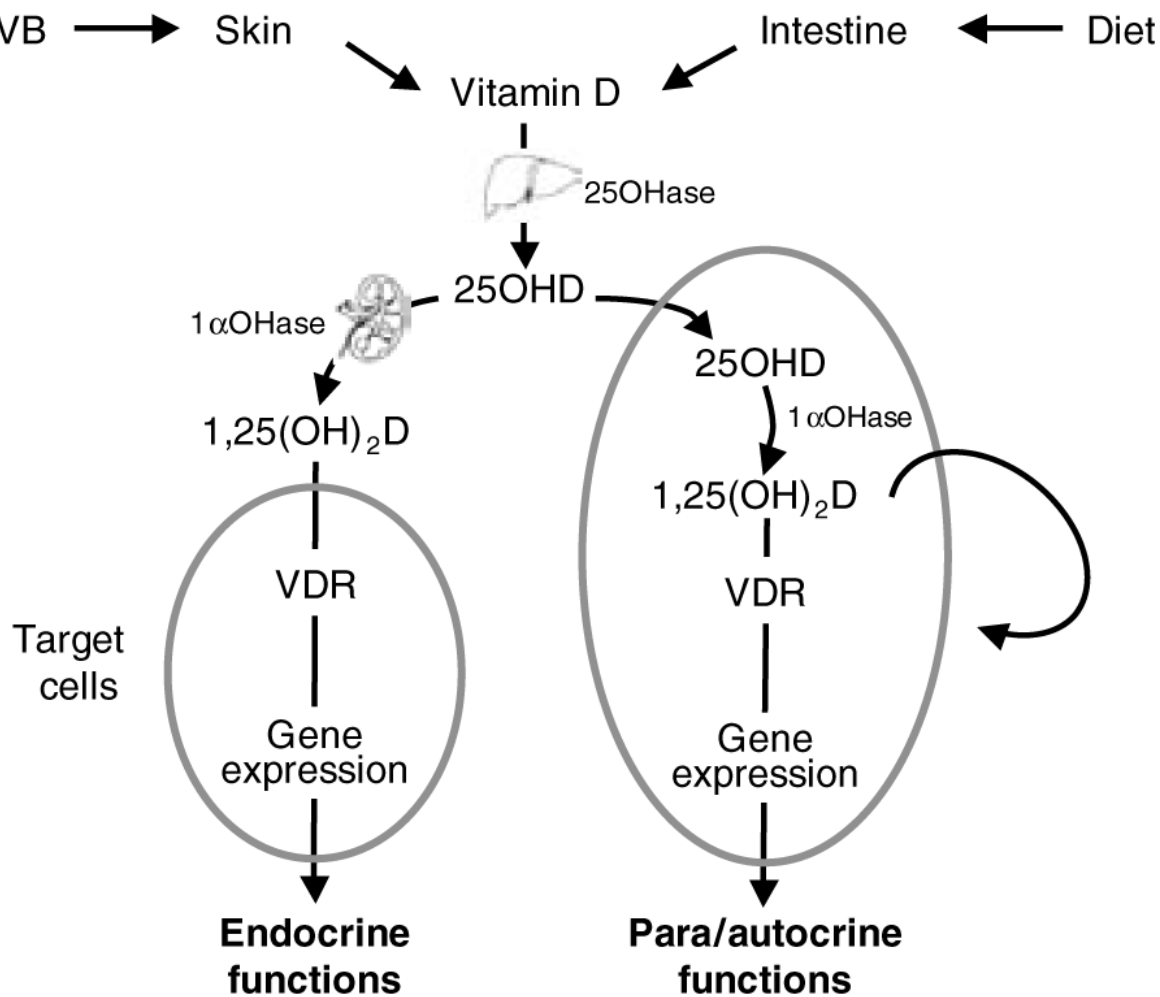 VB Skin Intestine Diet
Vitamin D
25OHase
25OHD
1αOHase
25OHD
1αOHase
1,25(OH)₂D
1,25(OH)₂D
VDR
VDR
Target
cells
Gene
expression
Gene
expression
Endocrine
functions
Para/autocrine
functions